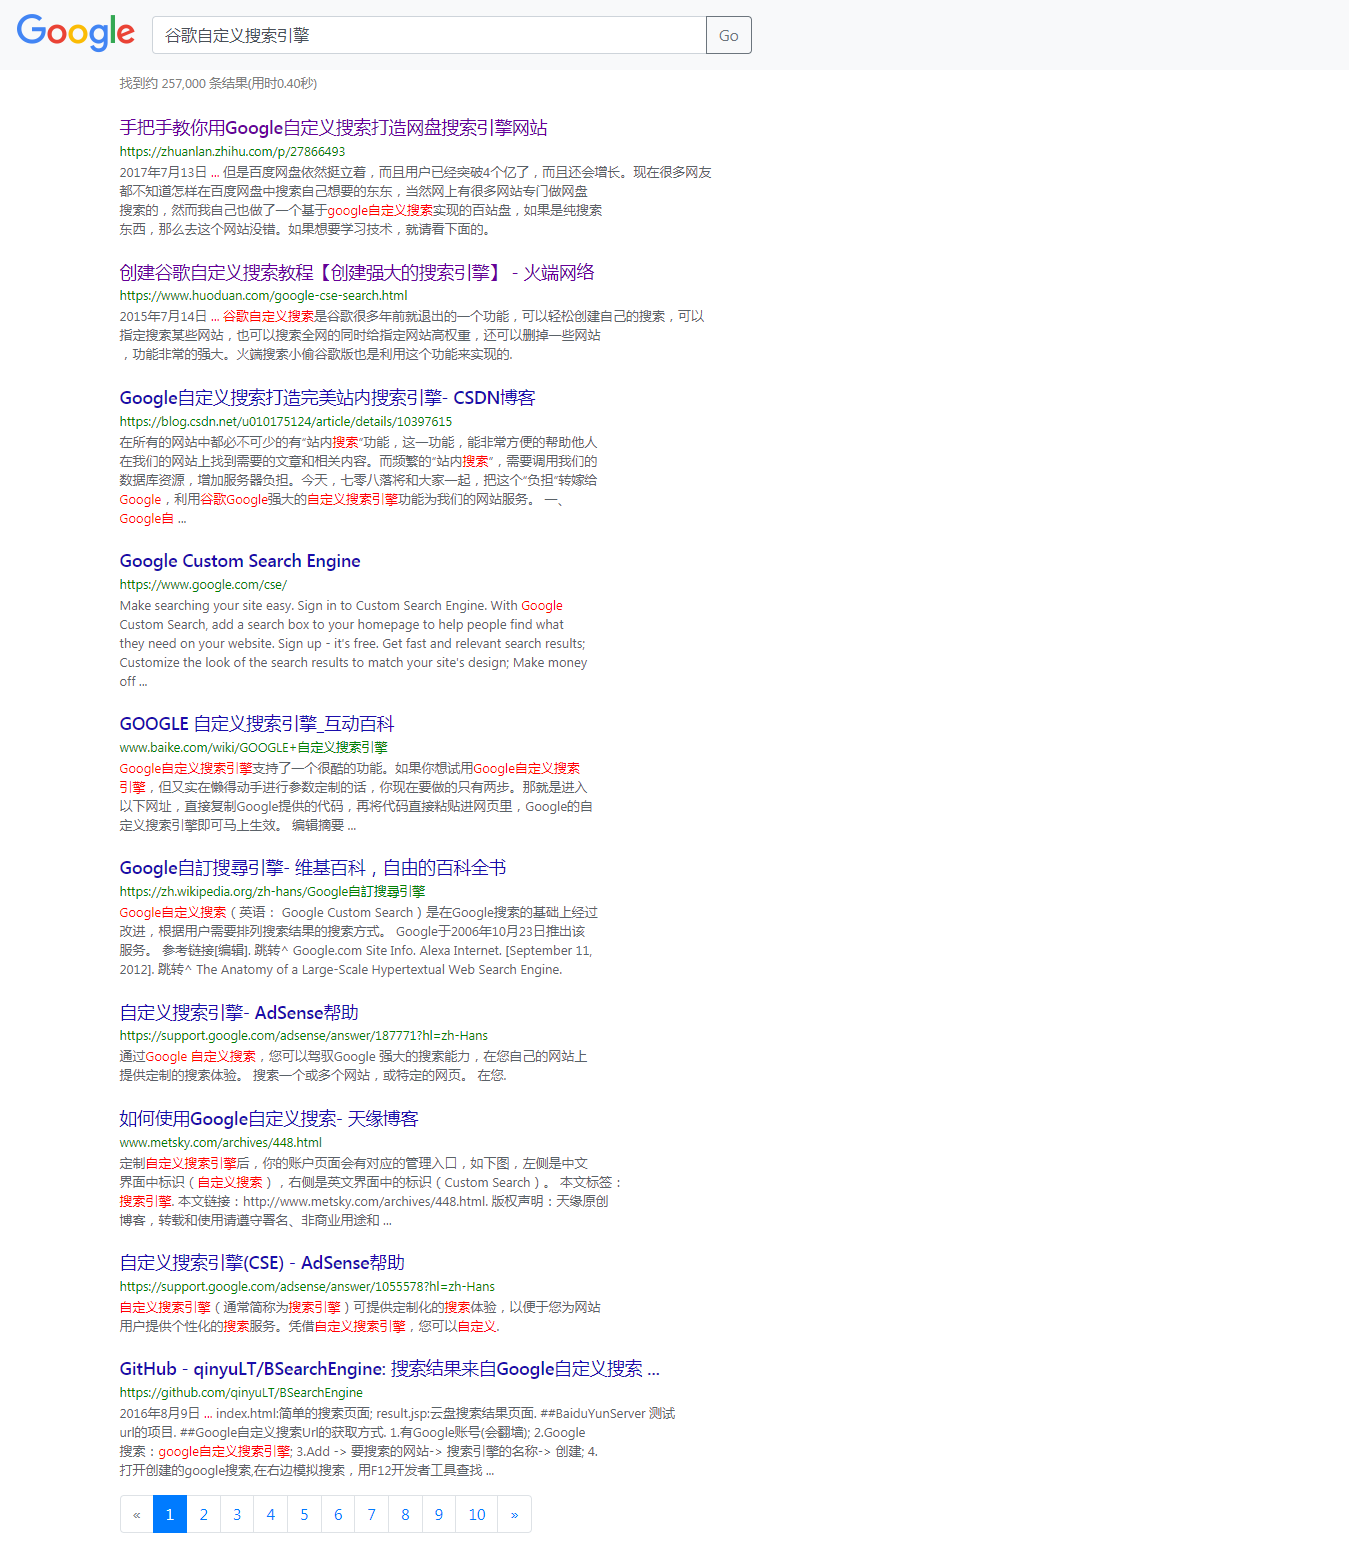 Google
谷歌自定义搜索引擎
Go
找到约 257,000 条结果(用时0.40秒)
手把手教你用Google自定义搜索打造网盘搜索引擎网站
https://zhuanlan.zhihu.com/p/27866493
2017年7月13日 ... 但是百度网盘依然挺立着，而且用户已经突破4个亿了，而且还会增长。现在很多网友
都不知道怎样在百度网盘中搜索自己想要的东东，当然网上有很多网站专门做网盘
搜索的，然而我自己也做了一个基于google自定义搜索实现的百站盘，如果是纯搜索
东西，那么去这个网站没错。如果想要学习技术，就请看下面的。
创建谷歌自定义搜索教程【创建强大的搜索引擎】 - 火端网络
https://www.huoduan.com/google-cse-search.html
2015年7月14日 ... 谷歌自定义搜索是谷歌很多年前就退出的一个功能，可以轻松创建自己的搜索，可以
指定搜索某些网站，也可以搜索全网的同时给指定网站高权重，还可以删掉一些网站
，功能非常的强大。火端搜索小偷谷歌版也是利用这个功能来实现的.
Google自定义搜索打造完美站内搜索引擎- CSDN博客
https://blog.csdn.net/u010175124/article/details/10397615
在所有的网站中都必不可少的有“站内搜索”功能，这一功能，能非常方便的帮助他人
在我们的网站上找到需要的文章和相关内容。而频繁的“站内搜索”，需要调用我们的
数据库资源，增加服务器负担。今天，七零八落将和大家一起，把这个“负担”转嫁给
Google，利用谷歌Google强大的自定义搜索引擎功能为我们的网站服务。 一、
Google自 ...
Google Custom Search Engine
https://www.google.com/cse/
Make searching your site easy. Sign in to Custom Search Engine. With Google
Custom Search, add a search box to your homepage to help people find what
they need on your website. Sign up - it's free. Get fast and relevant search results;
Customize the look of the search results to match your site's design; Make money
off ...
GOOGLE 自定义搜索引擎_互动百科
www.baike.com/wiki/GOOGLE+自定义搜索引擎
Google自定义搜索引擎支持了一个很酷的功能。如果你想试用Google自定义搜索
引擎，但又实在懒得动手进行参数定制的话，你现在要做的只有两步。那就是进入
以下网址，直接复制Google提供的代码，再将代码直接粘贴进网页里，Google的自
定义搜索引擎即可马上生效。 编辑摘要 ...
Google自訂搜尋引擎- 维基百科，自由的百科全书
https://zh.wikipedia.org/zh-hans/Google自訂搜尋引擎
Google自定义搜索（英语： Google Custom Search）是在Google搜索的基础上经过
改进，根据用户需要排列搜索结果的搜索方式。 Google于2006年10月23日推出该
服务。 参考链接[编辑]. 跳转^ Google.com Site Info. Alexa Internet. [September 11,
2012]. 跳转^ The Anatomy of a Large-Scale Hypertextual Web Search Engine.
自定义搜索引擎- AdSense帮助
https://support.google.com/adsense/answer/187771?hl=zh-Hans
通过Google 自定义搜索，您可以驾驭Google 强大的搜索能力，在您自己的网站上
提供定制的搜索体验。 搜索一个或多个网站，或特定的网页。 在您.
如何使用Google自定义搜索- 天缘博客
www.metsky.com/archives/448.html
定制自定义搜索引擎后，你的账户页面会有对应的管理入口，如下图，左侧是中文
界面中标识（自定义搜索），右侧是英文界面中的标识（Custom Search）。 本文标签：
搜索引擎. 本文链接：http://www.metsky.com/archives/448.html. 版权声明：天缘原创
博客，转载和使用请遵守署名、非商业用途和 ...
自定义搜索引擎(CSE) - AdSense帮助
https://support.google.com/adsense/answer/1055578?hl=zh-Hans
自定义搜索引擎（通常简称为搜索引擎）可提供定制化的搜索体验，以便于您为网站
用户提供个性化的搜索服务。凭借自定义搜索引擎，您可以自定义.
GitHub - qinyuLT/BSearchEngine: 搜索结果来自Google自定义搜索 ...
https://github.com/qinyuLT/BSearchEngine
2016年8月9日 ... index.html:简单的搜索页面; result.jsp:云盘搜索结果页面. ##BaiduYunServer 测试
url的项目. ##Google自定义搜索Url的获取方式. 1.有Google账号(会翻墙); 2.Google
搜索：google自定义搜索引擎; 3.Add -> 要搜索的网站-> 搜索引擎的名称-> 创建; 4.
打开创建的google搜索,在右边模拟搜索，用F12开发者工具查找 ...
« 1 2 3 4 5 6 7 8 9 10 »